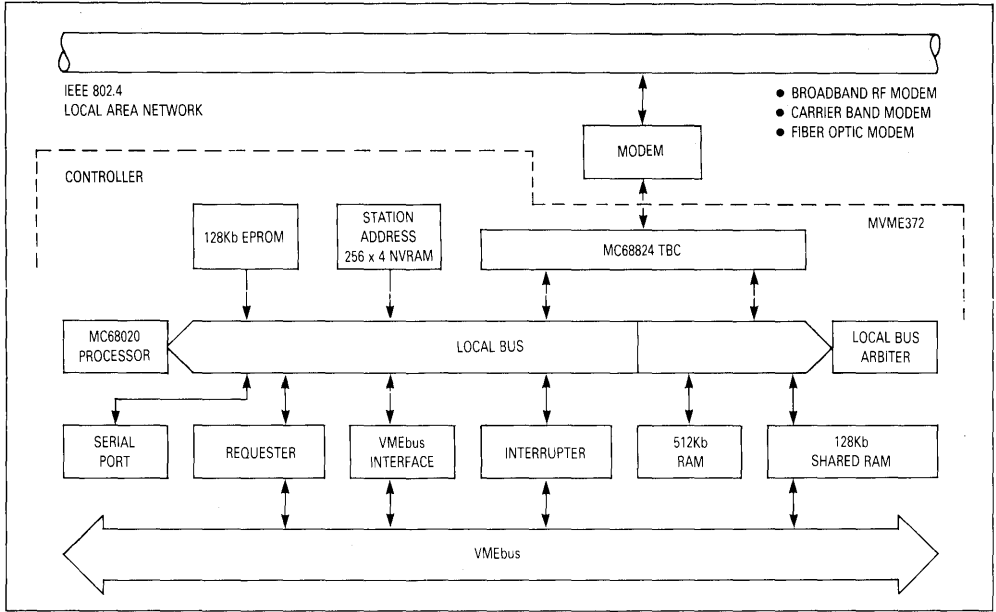 IEEE 802.4
LOCAL AREA NETWORK
● BROADBAND RF MODEM
● CARRIER BAND MODEM
● FIBER OPTIC MODEM
MODEM
CONTROLLER
MVME372
128Kb EPROM
STATION
ADDRESS
256 x 4 NVRAM
MC68824 TBC
MC68020
PROCESSOR
LOCAL BUS
LOCAL BUS
ARBITER
SERIAL
PORT
REQUESTER
VMEbus
INTERFACE
INTERRUPTER
512Kb
RAM
128Kb
SHARED RAM
VMEbus